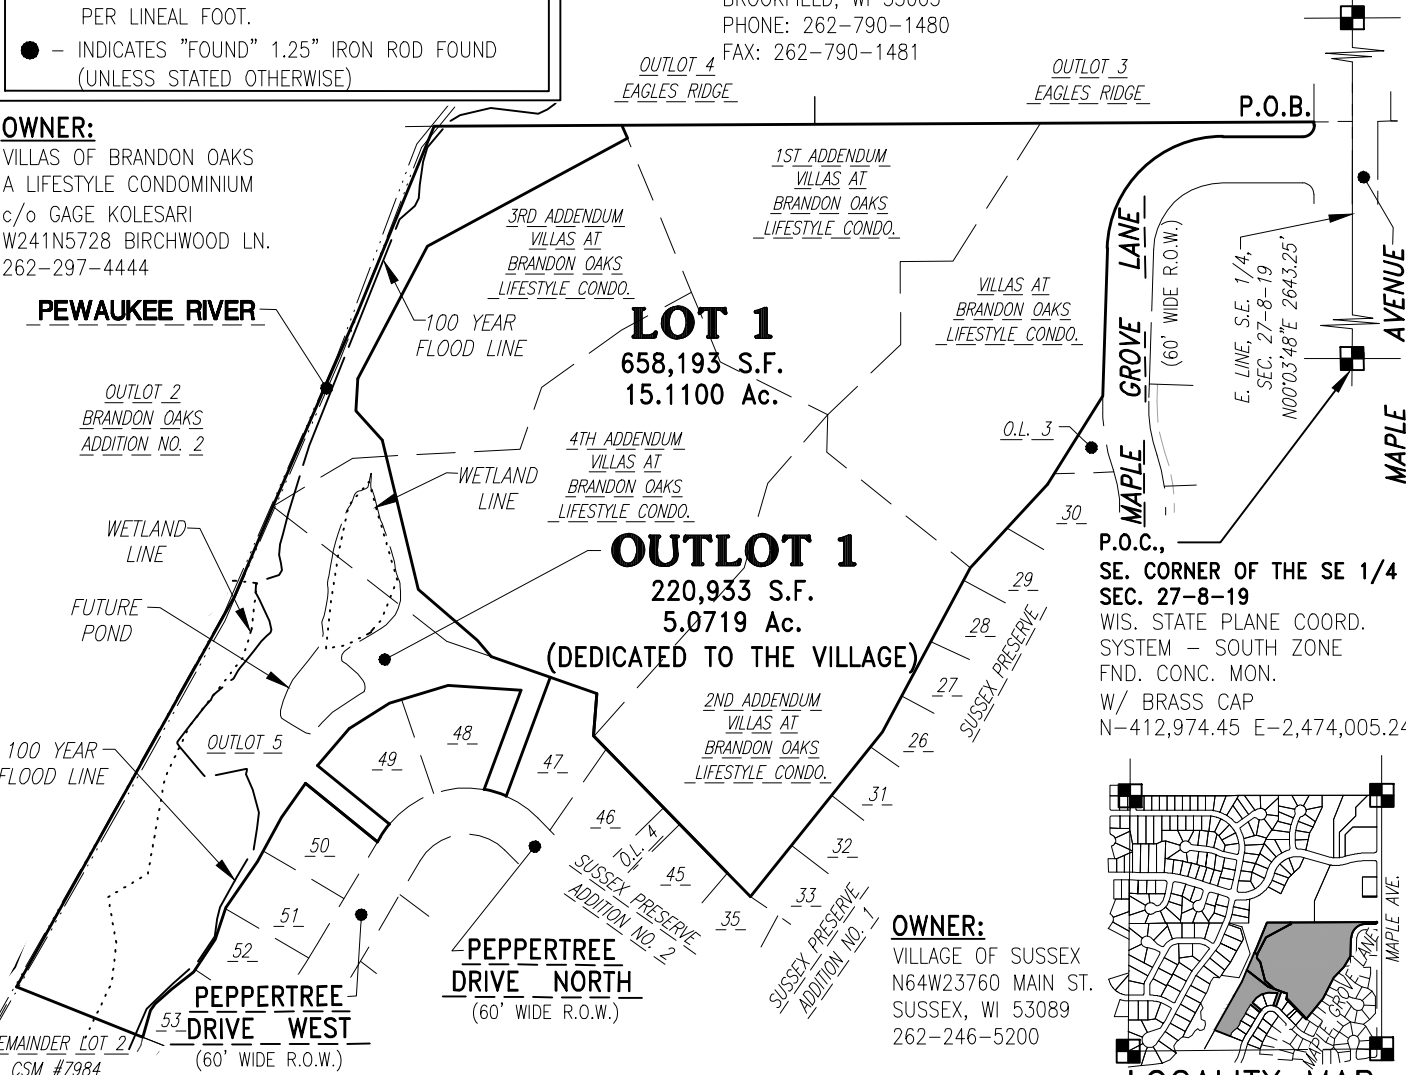 PER LINEAL FOOT.
– INDICATES "FOUND" 1.25" IRON ROD FOUND
(UNLESS STATED OTHERWISE)
BROOKFIELD, WI 53005
PHONE: 262-790-1480
FAX: 262-790-1481
OUTLOT 4
EAGLES RIDGE
OUTLOT 3
EAGLES RIDGE
P.O.B.
OWNER:
VILLAS OF BRANDON OAKS
A LIFESTYLE CONDOMINIUM
c/o GAGE KOLESARI
W241N5728 BIRCHWOOD LN.
262-297-4444
PEWAUKEE RIVER
3RD ADDENDUM
VILLAS AT
BRANDON OAKS
LIFESTYLE CONDO.
1ST ADDENDUM
VILLAS AT
BRANDON OAKS
LIFESTYLE CONDO.
VILLAS AT
BRANDON OAKS
LIFESTYLE CONDO.
100 YEAR
FLOOD LINE
LOT 1
658,193 S.F.
15.1100 Ac.
MAPLE GROVE LANE
(60' WIDE R.O.W.)
E. LINE, S.E. 1/4,
SEC. 27-8-19
N00°03'48"E 2643.25'
MAPLE AVENUE
OUTLOT 2
BRANDON OAKS
ADDITION NO. 2
4TH ADDENDUM
VILLAS AT
BRANDON OAKS
LIFESTYLE CONDO.
WETLAND
LINE
O.L. 3
30
29
28
27
26
31
32
33
SUSSEX PRESERVE
WETLAND
LINE
FUTURE
POND
OUTLOT 1
220,933 S.F.
5.0719 Ac.
(DEDICATED TO THE VILLAGE)
2ND ADDENDUM
VILLAS AT
BRANDON OAKS
LIFESTYLE CONDO.
P.O.C.,
SE. CORNER OF THE SE 1/4
SEC. 27-8-19
WIS. STATE PLANE COORD.
SYSTEM – SOUTH ZONE
FND. CONC. MON.
W/ BRASS CAP
N-412,974.45 E-2,474,005.24
100 YEAR
FLOOD LINE
OUTLOT 5
48
49
47
46
O.L. 4
45
35
50
51
52
53
SUSSEX PRESERVE
ADDITION NO. 2
SUSSEX PRESERVE
ADDITION NO. 1
PEPPERTREE
DRIVE NORTH
(60' WIDE R.O.W.)
PEPPERTREE
DRIVE WEST
(60' WIDE R.O.W.)
EMAINDER LOT 2
CSM #7984
OWNER:
VILLAGE OF SUSSEX
N64W23760 MAIN ST.
SUSSEX, WI 53089
262-246-5200
MAPLE AVE.
MAPLE GROVE LANE
LOCALITY MAP